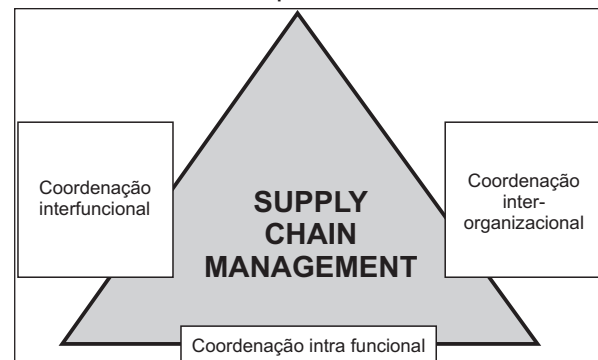 Coordenação
interfuncional
SUPPLY
CHAIN
MANAGEMENT
Coordenação
inter-
organizacional
Coordenação intra funcional